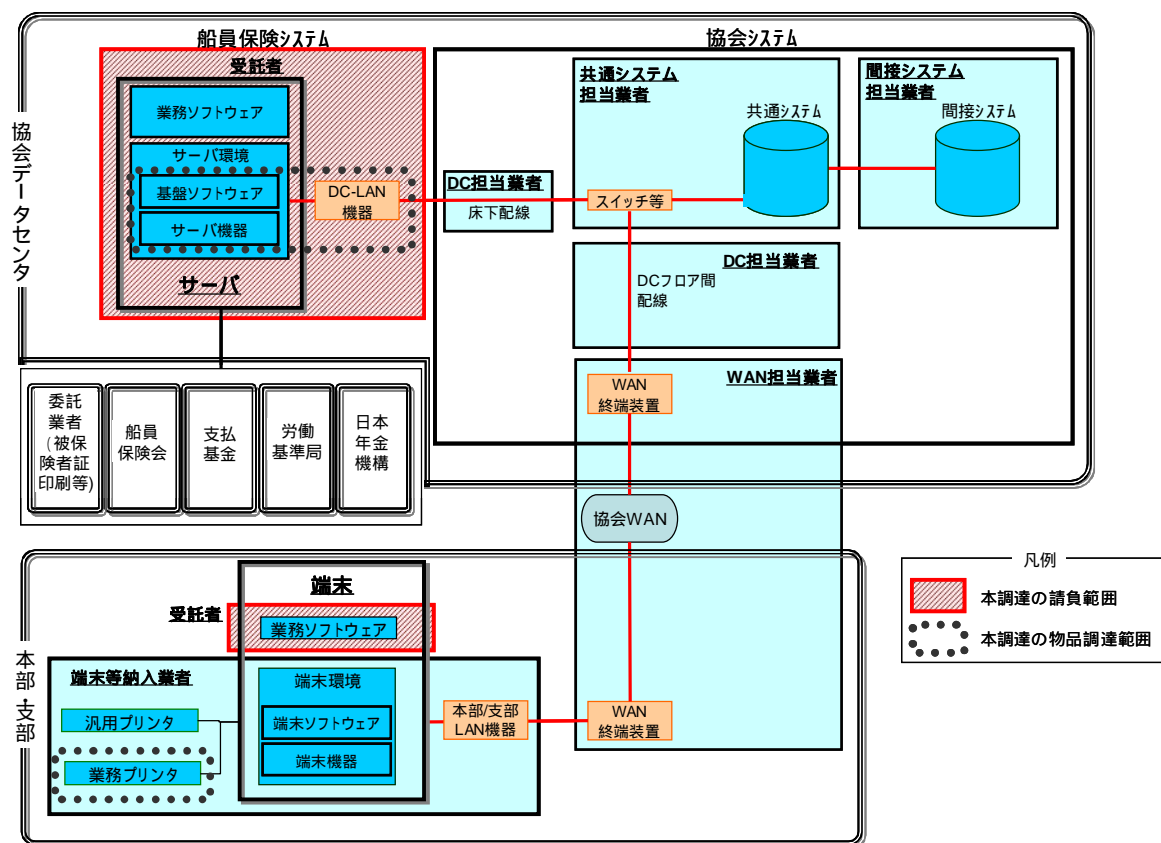 船員保険システム
協会システム
受託者
業務ソフトウェア
サーバ環境
基盤ソフトウェア
サーバ機器
サーバ
DC-LAN
機器
DC担当業者
床下配線
共通システム
担当業者
共通システム
スイッチ等
間接システム
担当業者
間接システム
DC担当業者
DCフロア間
配線
WAN担当業者
WAN
終端装置
協会データセンタ
委託
業者
(被保
険者証
印刷等)
船員
保険会
支払
基金
労働
基準局
日本
年金
機構
協会WAN
凡例
本調達の請負範囲
本調達の物品調達範囲
端末
受託者
業務ソフトウェア
本部・支部
端末等納入業者
汎用プリンタ
業務プリンタ
端末環境
端末ソフトウェア
端末機器
本部/支部
LAN機器
WAN
終端装置